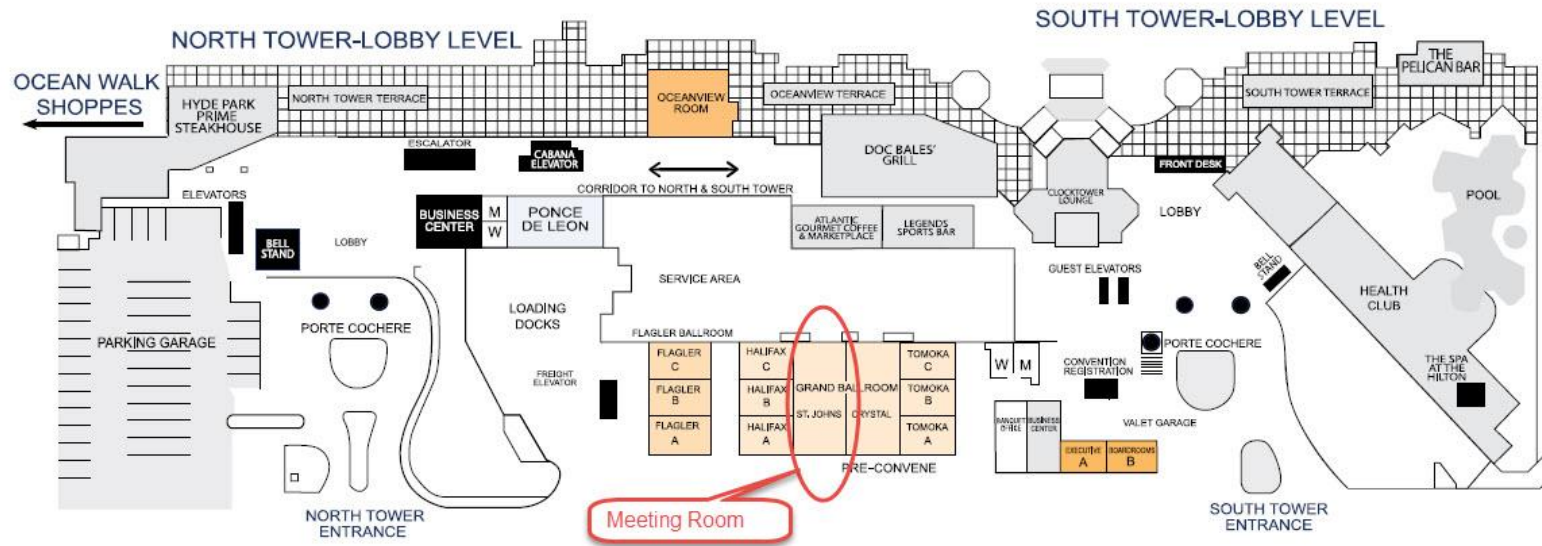 NORTH TOWER-LOBBY LEVEL
SOUTH TOWER-LOBBY LEVEL
OCEAN WALK
SHOPPES
HYDE PARK
PRIME
STEAKHOUSE
NORTH TOWER TERRACE
OCEANVIEW
ROOM
OCEANVIEW TERRACE
SOUTH TOWER TERRACE
THE
PELICAN BAR
ESCALATOR
CABANA
ELEVATOR
CORRIDOR TO NORTH & SOUTH TOWER
DOC BALES'
GRILL
CLOCKTOWER
LOUNGE
FRONT DESK
LOBBY
POOL
ELEVATORS
BELL
STAND
LOBBY
BUSINESS
CENTER
M
W
PONCE
DE LEON
ATLANTIC
GOURMET COFFEE
& MARKETPLACE
LEGENDS
SPORTS BAR
SERVICE AREA
GUEST ELEVATORS
BELL
STAND
HEALTH
CLUB
PARKING GARAGE
PORTE COCHERE
LOADING
DOCKS
FREIGHT
ELEVATOR
FLAGLER BALLROOM
FLAGLER
C
FLAGLER
B
FLAGLER
A
HALIFAX
C
HALIFAX
B
HALIFAX
A
GRAND BALLROOM
ST. JOHNS
CRYSTAL
TOMOKA
C
TOMOKA
B
TOMOKA
A
PRE-CONVENE
W
M
CONVENTION
REGISTRATION
PORTE COCHERE
THE SPA
AT THE
HILTON
BANQUET
OFFICE
BUSINESS
CENTER
VALET GARAGE
EXECUTIVE
A
BOARDROOMS
B
NORTH TOWER
ENTRANCE
Meeting Room
SOUTH TOWER
ENTRANCE